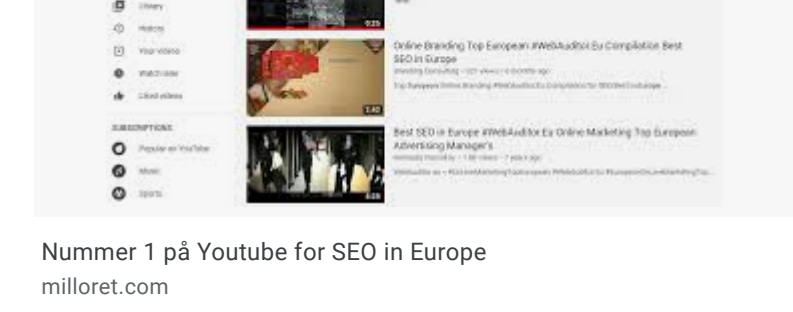 Library
History
Your videos
Watch later
Liked videos
SUBSCRIPTIONS
Popular on YouTube
Music
Sports
Online Branding Top European #WebAuditor.Eu Compilation Best
SEO in Europe
1:42
Best SEO in Europe #WebAuditor.Eu Online Marketing Top European
Advertising Manager's
Nummer 1 på Youtube for SEO in Europe
milloret.com